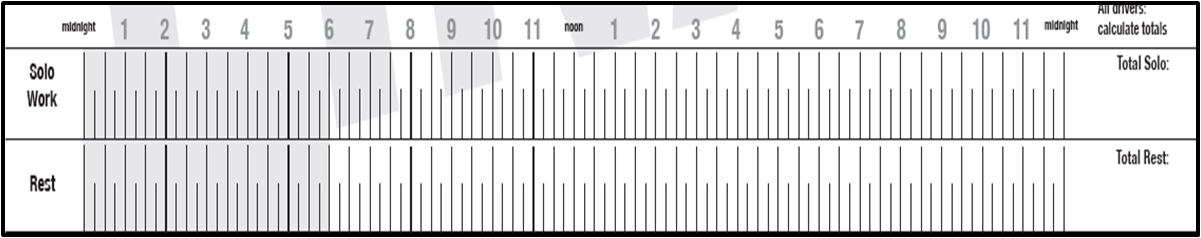 All drivers:
midnight 1 2 3 4 5 6 7 8 9 10 11 noon 1 2 3 4 5 6 7 8 9 10 11 midnight calculate totals
Solo Work
Total Solo:
Rest
Total Rest: